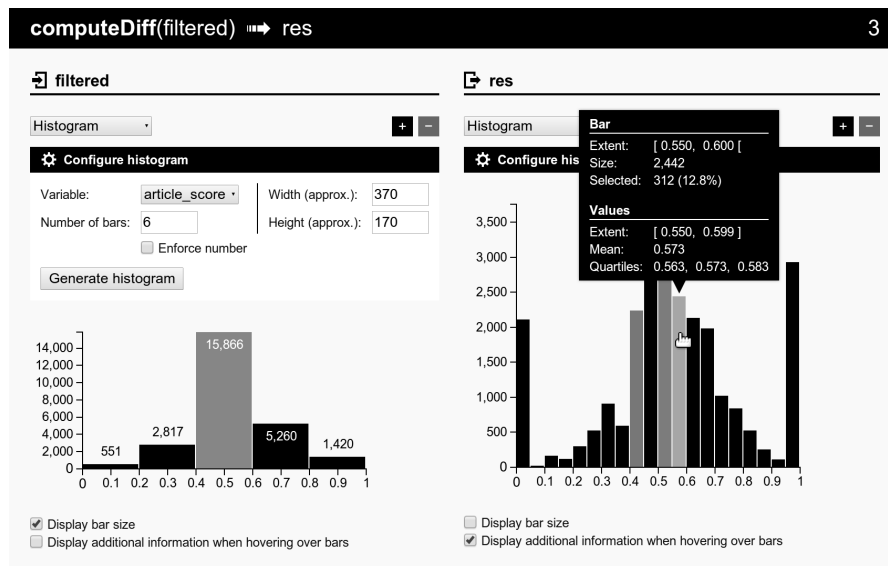 computeDiff(filtered) ➟ res 3
filtered
Histogram
+ −
Configure histogram
Variable: article_score Width (approx.): 370
Number of bars: 6 Height (approx.): 170
Enforce number
Generate histogram
14,000
12,000
10,000
8,000
6,000
4,000
2,000
0
551 2,817 15,866 5,260 1,420
0 0.1 0.2 0.3 0.4 0.5 0.6 0.7 0.8 0.9 1
Display bar size
Display additional information when hovering over bars
res
Histogram
+ −
Configure his
Bar
Extent: [ 0.550, 0.600 [
Size: 2,442
Selected: 312 (12.8%)
Values
Extent: [ 0.550, 0.599 ]
Mean: 0.573
Quartiles: 0.563, 0.573, 0.583
3,500
3,000
2,500
2,000
1,500
1,000
500
0
0 0.1 0.2 0.3 0.4 0.5 0.6 0.7 0.8 0.9 1
Display bar size
Display additional information when hovering over bars